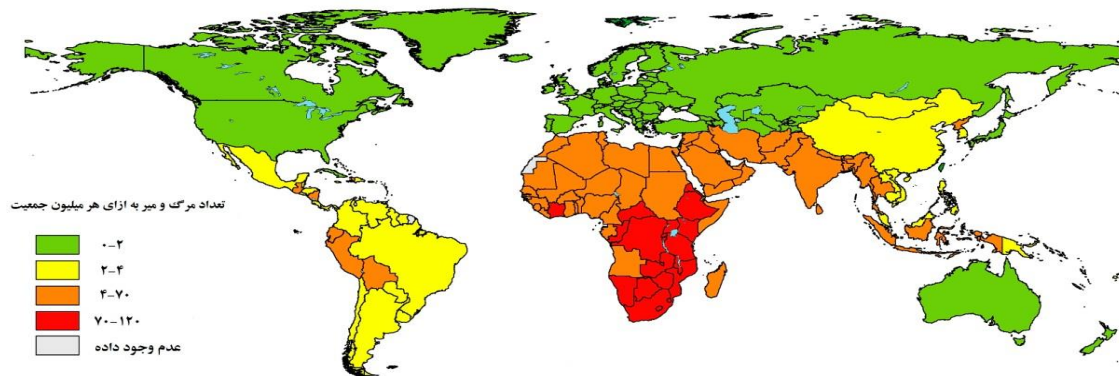 تعداد مرگ و میر به ازای هر میلیون جمعیت
۰-۲
۲-۴
۴-۷۰
۷۰-۱۲۰
عدم وجود داده